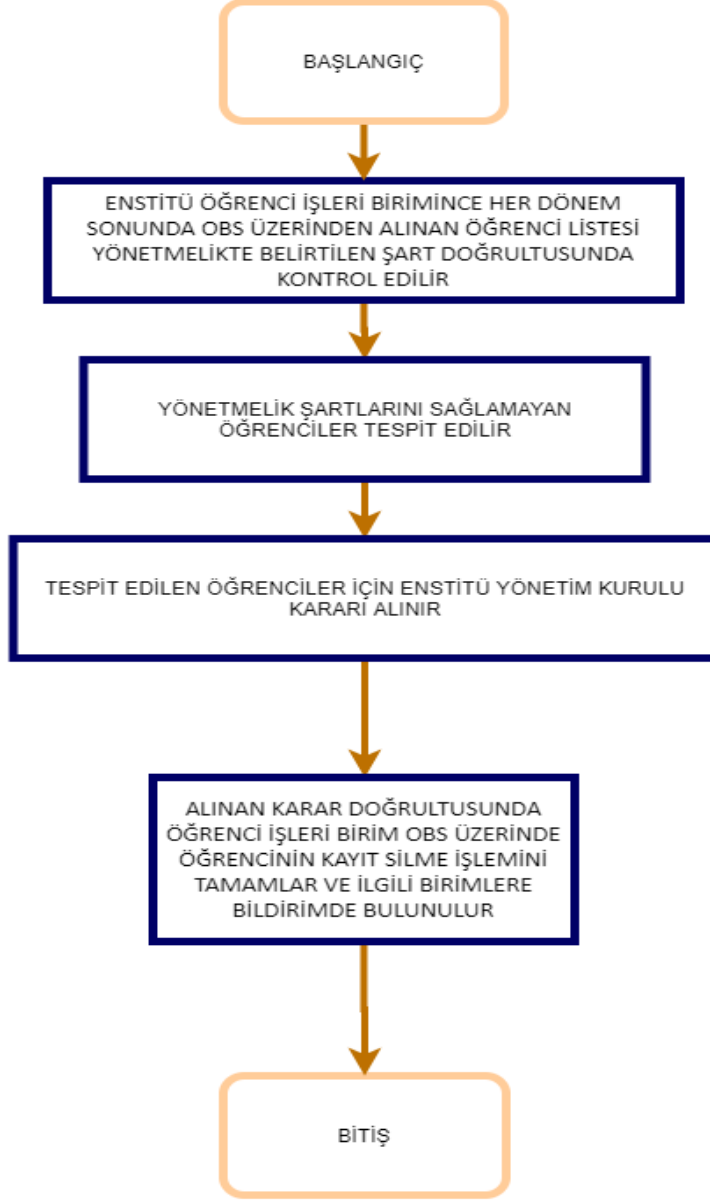 BAŞLANGIÇ
ENSTİTÜ ÖĞRENCİ İŞLERİ BİRİMİNCE HER DÖNEM
SONUNDA OBS ÜZERİNDEN ALINAN ÖĞRENCİ LİSTESİ
YÖNETMELİKTE BELİRTİLEN ŞART DOĞRULTUSUNDA
KONTROL EDİLİR
YÖNETMELİK ŞARTLARINI SAĞLAMAYAN
ÖĞRENCİLER TESPİT EDİLİR
TESPİT EDİLEN ÖĞRENCİLER İÇİN ENSTİTÜ YÖNETİM KURULU
KARARI ALINIR
ALINAN KARAR DOĞRULTUSUNDA
ÖĞRENCİ İŞLERİ BİRİM OBS ÜZERİNDE
ÖĞRENCİNİN KAYIT SİLME İŞLEMİNİ
TAMAMLAR VE İLGİLİ BİRİMLERE
BİLDİRİMDE BULUNULUR
BİTİŞ